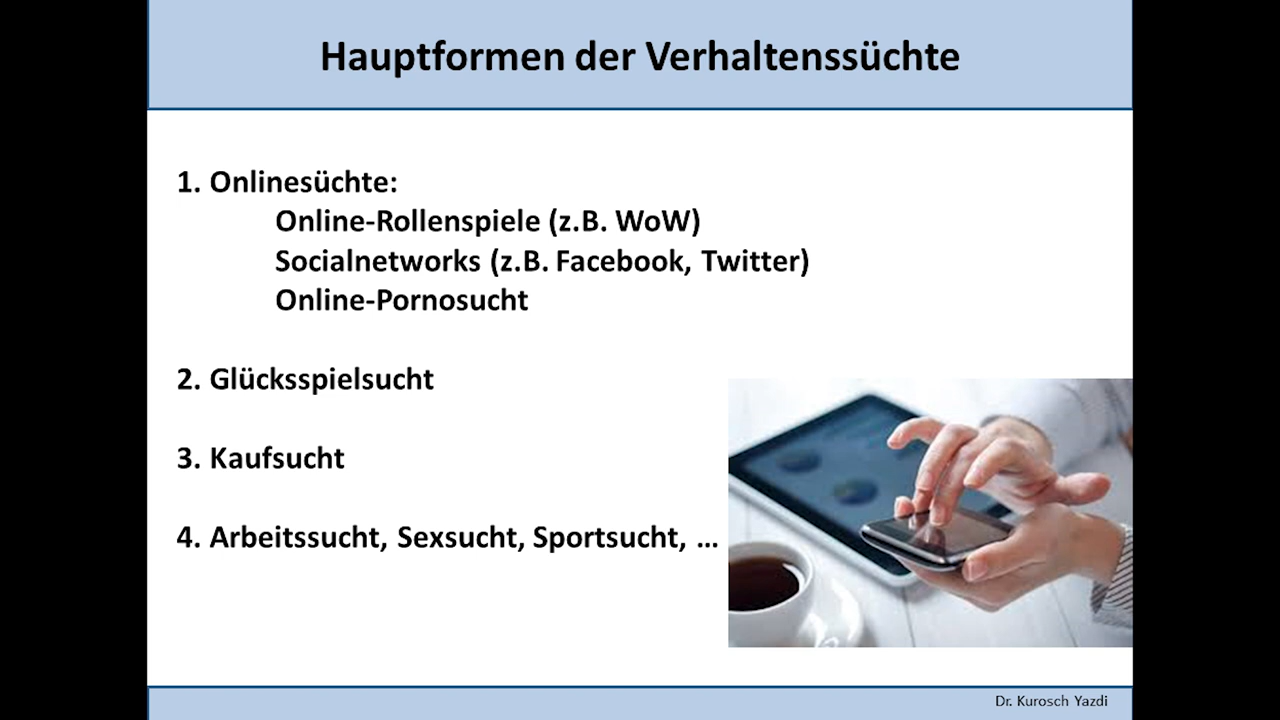 Hauptformen der Verhaltenssüchte
1. Onlinesüchte:
Online-Rollenspiele (z.B. WoW)
Socialnetworks (z.B. Facebook, Twitter)
Online-Pornosucht
2. Glücksspielsucht
3. Kaufsucht
4. Arbeitssucht, Sexsucht, Sportsucht, ...
Dr. Kurosch Yazdi